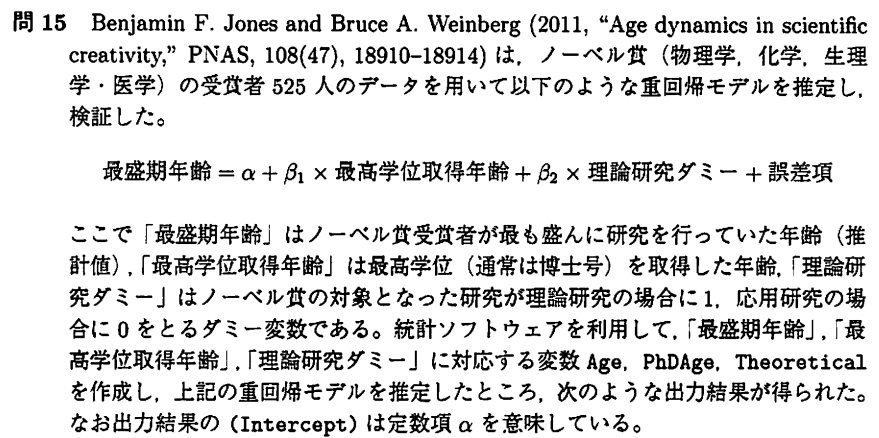 問 15 Benjamin F. Jones and Bruce A. Weinberg (2011, “Age dynamics in scientific
creativity,” PNAS, 108(47), 18910–18914) は，ノーベル賞（物理学，化学，生理
学・医学）の受賞者 525 人のデータを用いて以下のような重回帰モデルを推定し，
検証した。
最盛期年齢 = α + β₁ × 最高学位取得年齢 + β₂ × 理論研究ダミー + 誤差項
ここで「最盛期年齢」はノーベル賞受賞者が最も盛んに研究を行っていた年齢（推
計値），「最高学位取得年齢」は最高学位（通常は博士号）を取得した年齢，「理論研
究ダミー」はノーベル賞の対象となった研究が理論研究の場合に 1，応用研究の場
合に 0 をとるダミー変数である。統計ソフトウェアを利用して，「最盛期年齢」，「最
高学位取得年齢」，「理論研究ダミー」に対応する変数 Age，PhDAge，Theoretical
を作成し，上記の重回帰モデルを推定したところ，次のような出力結果が得られた。
なお出力結果の (Intercept) は定数項 α を意味している。